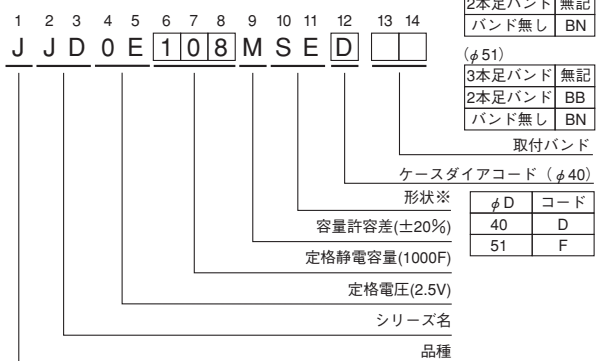 2本足バンド 無記
バンド無し BN
1 2 3 4 5 6 7 8 9 10 11 12 13 14
J J D 0 E 1 0 8 M S E D
(φ51)
3本足バンド 無記
2本足バンド BB
バンド無し BN
取付バンド
ケースダイアコード(φ40)
形状※
φD コード
40 D
51 F
容量許容差(±20%)
定格静電容量(1000F)
定格電圧(2.5V)
シリーズ名
品種